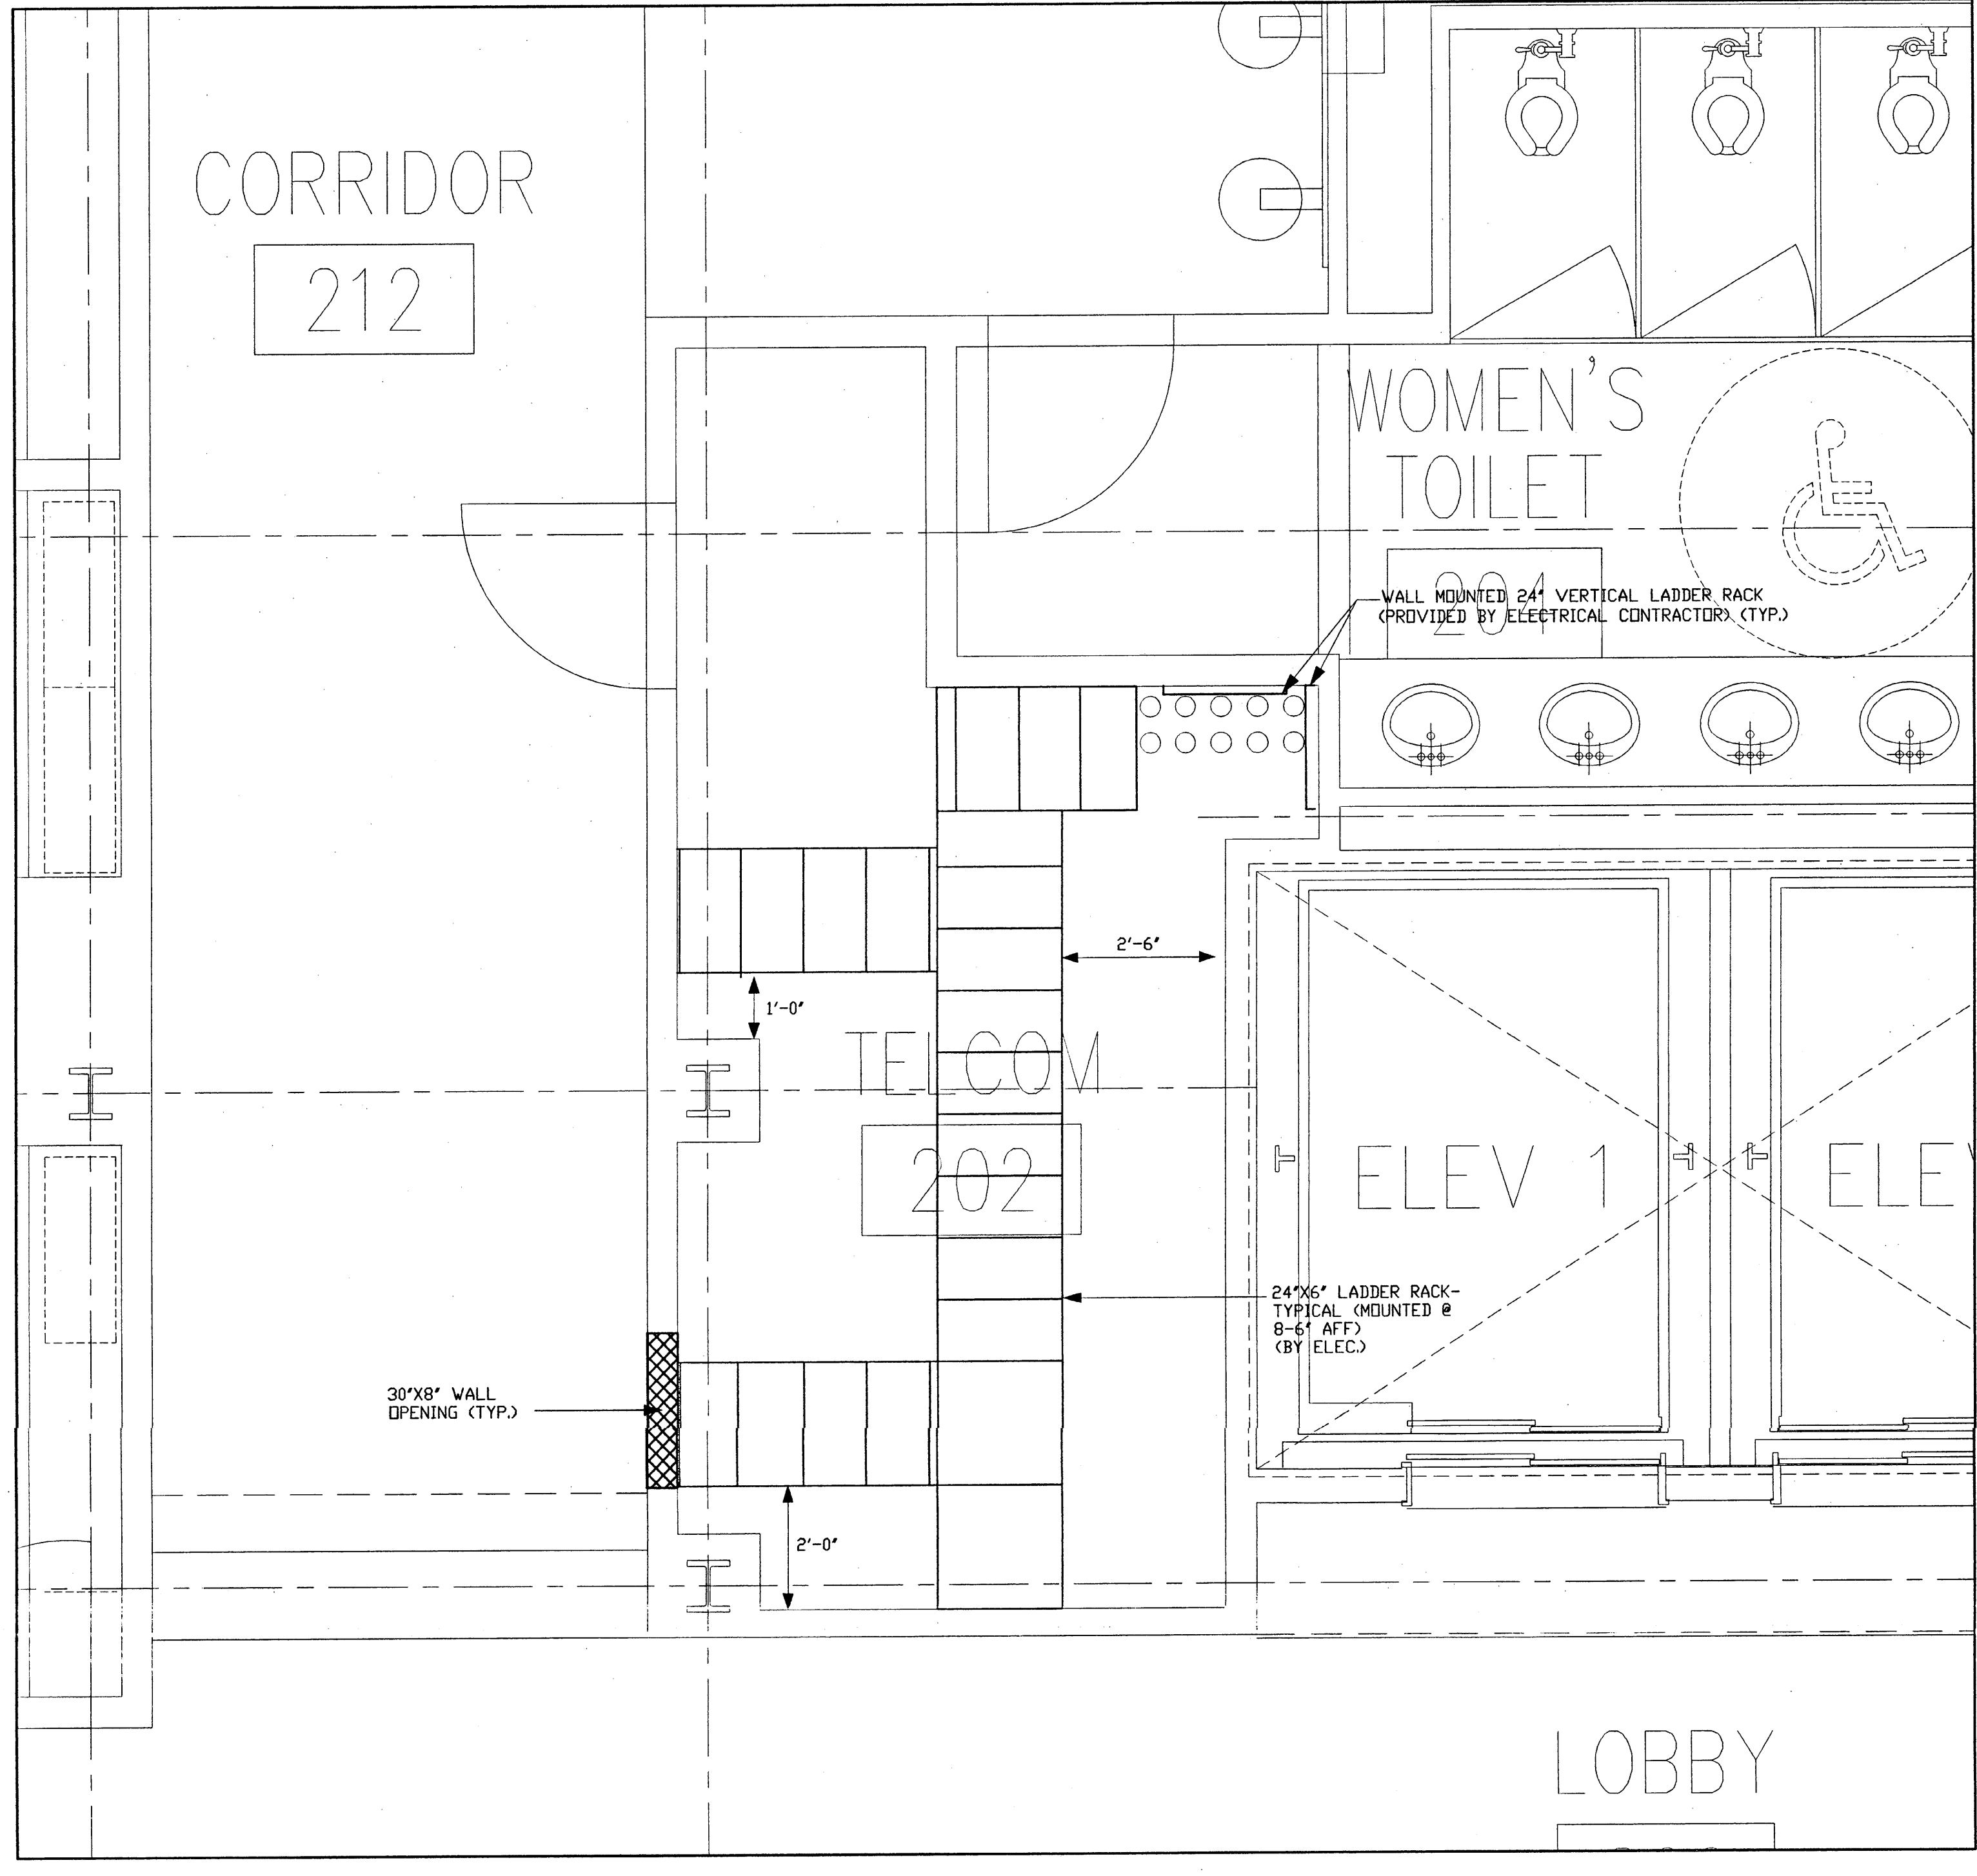 CORRIDOR
212
WOMEN'S
TOILET
204
WALL MOUNTED 24" VERTICAL LADDER RACK
(PROVIDED BY ELECTRICAL CONTRACTOR) (TYP.)
2'-6"
1'-0"
TELCOM
202
ELEV 1
24"X6" LADDER RACK-
TYPICAL (MOUNTED @
8-6" AFF)
(BY ELEC.)
30"X8" WALL
OPENING (TYP.)
2'-0"
LOBBY